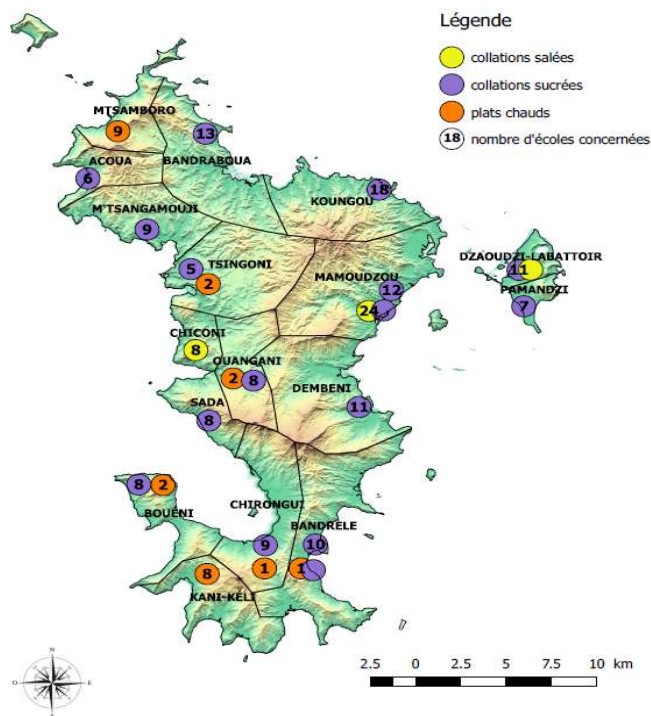 Légende
collations salées
collations sucrées
plats chauds
18 nombre d'écoles concernées
MTSAMBORO
9
13
ACOUA
BANDRABOUA
6
18
KOUNGOU
M'TSANGAMOUJI
9
DZAOUDZI-LABATTOIR
TSINGONI
5
11
MAMOUDZOU
2
12
PAMANDZI
24
7
CHICONI
8
OUANGANI
2
8
DEMBENI
SADA
11
8
8
2
CHIRONGUI
BOUÉNI
BANDRELE
9
10
8
1
1
KANI-KÉLI
N
O
E
S
2.5 0 2.5 5 7.5 10 km